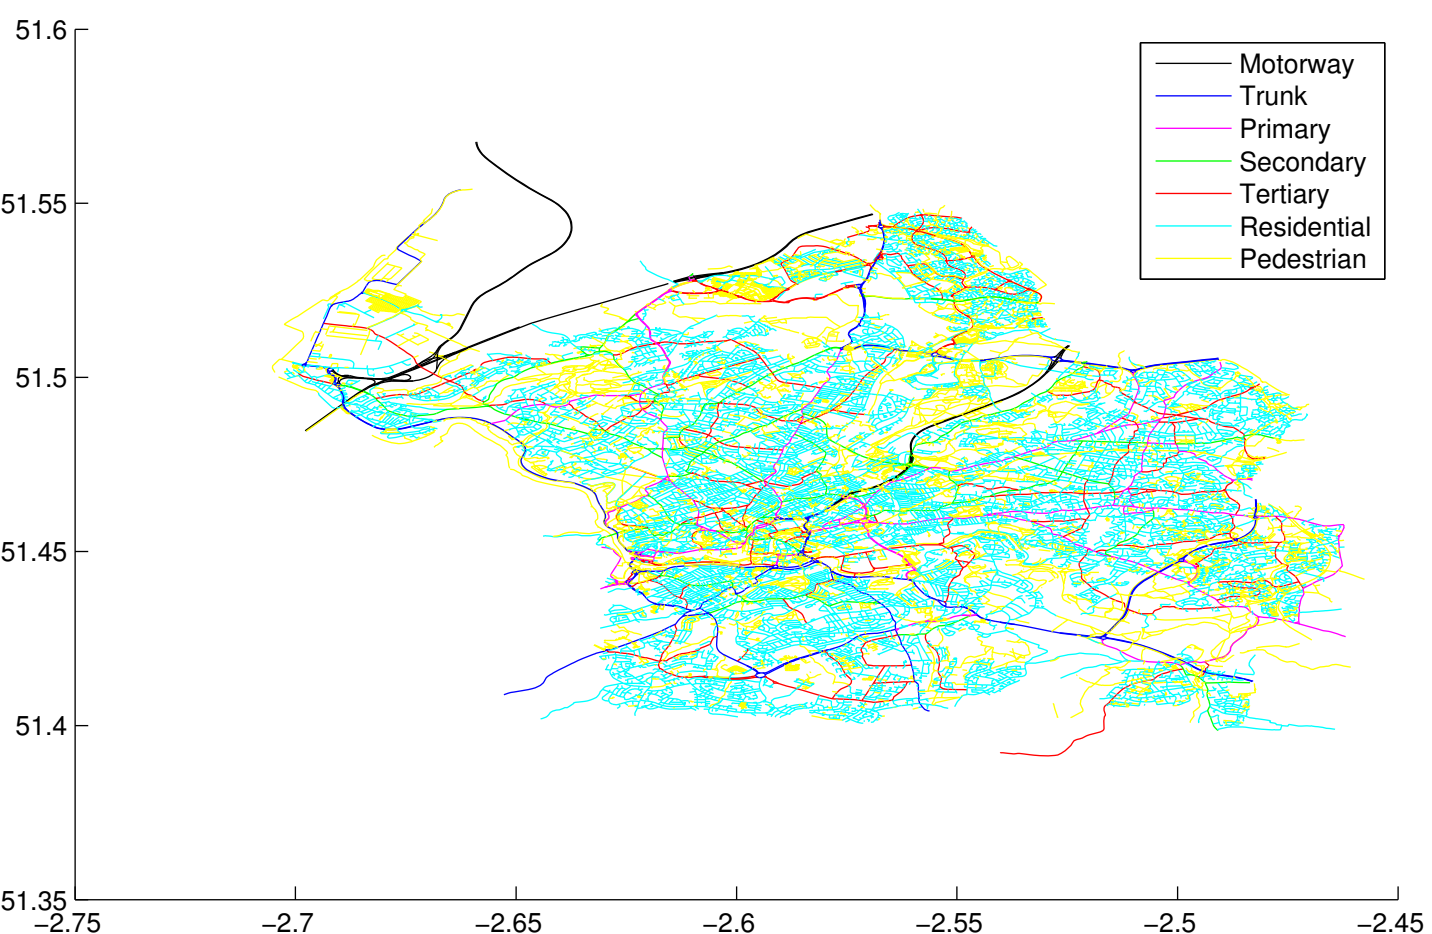 51.6
51.55
51.5
51.45
51.4
51.35
−2.75
−2.7
−2.65
−2.6
−2.55
−2.5
−2.45
Motorway
Trunk
Primary
Secondary
Tertiary
Residential
Pedestrian